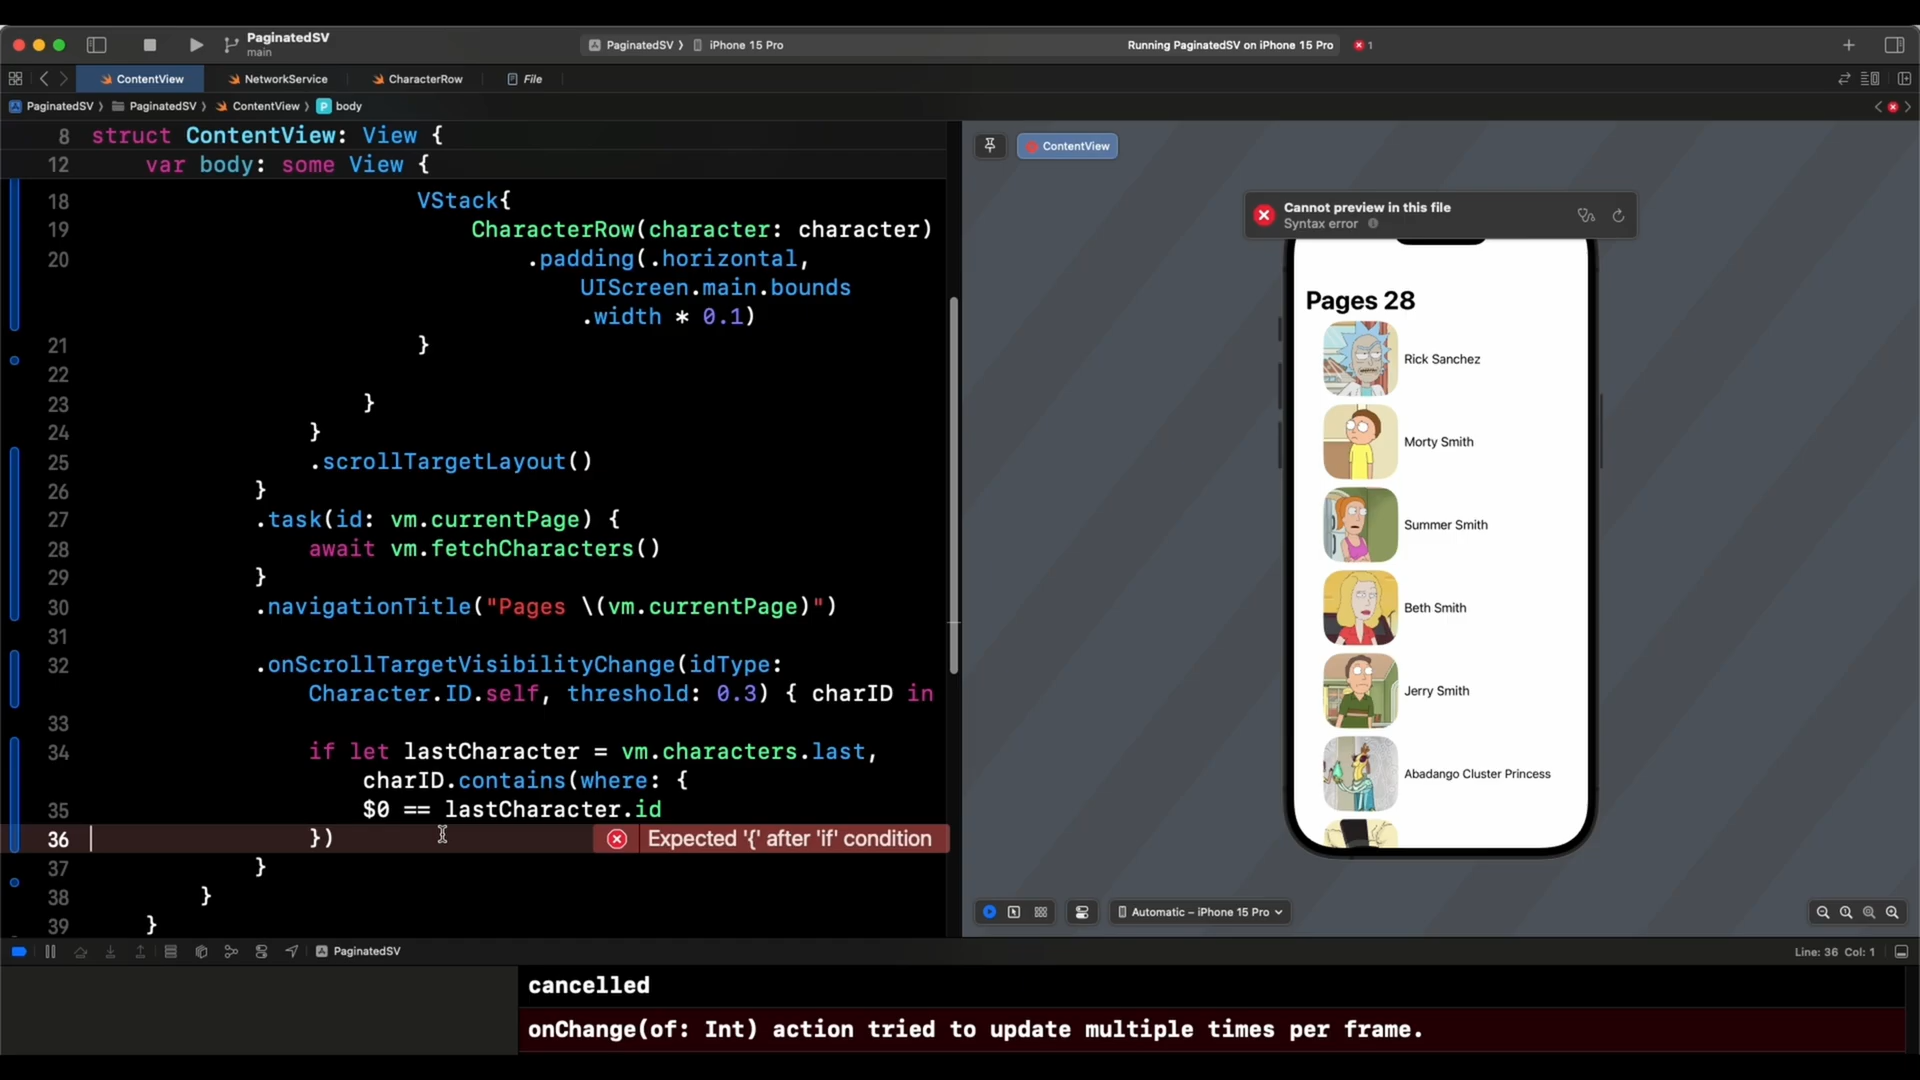 PaginatedSV
main
PaginatedSV 〉 iPhone 15 Pro
Running PaginatedSV on iPhone 15 Pro
1
ContentView
NetworkService
CharacterRow
File
PaginatedSV 〉 PaginatedSV 〉 ContentView 〉 P body
8 struct ContentView: View {
12 var body: some View {
18 VStack{
19 CharacterRow(character: character)
20 .padding(.horizontal,
UIScreen.main.bounds
.width * 0.1)
21 }
22
23 }
24 }
25 .scrollTargetLayout()
26 }
27 .task(id: vm.currentPage) {
28 await vm.fetchCharacters()
29 }
30 .navigationTitle("Pages \(vm.currentPage)")
31
32 .onScrollTargetVisibilityChange(idType:
Character.ID.self, threshold: 0.3) { charID in
33
34 if let lastCharacter = vm.characters.last,
charID.contains(where: {
35 $0 == lastCharacter.id
36 }) Expected '{' after 'if' condition
37 }
38 }
39 }
ContentView
Cannot preview in this file
Syntax error
Pages 28
Rick Sanchez
Morty Smith
Summer Smith
Beth Smith
Jerry Smith
Abadango Cluster Princess
Automatic – iPhone 15 Pro
PaginatedSV
Line: 36 Col: 1
cancelled
onChange(of: Int) action tried to update multiple times per frame.